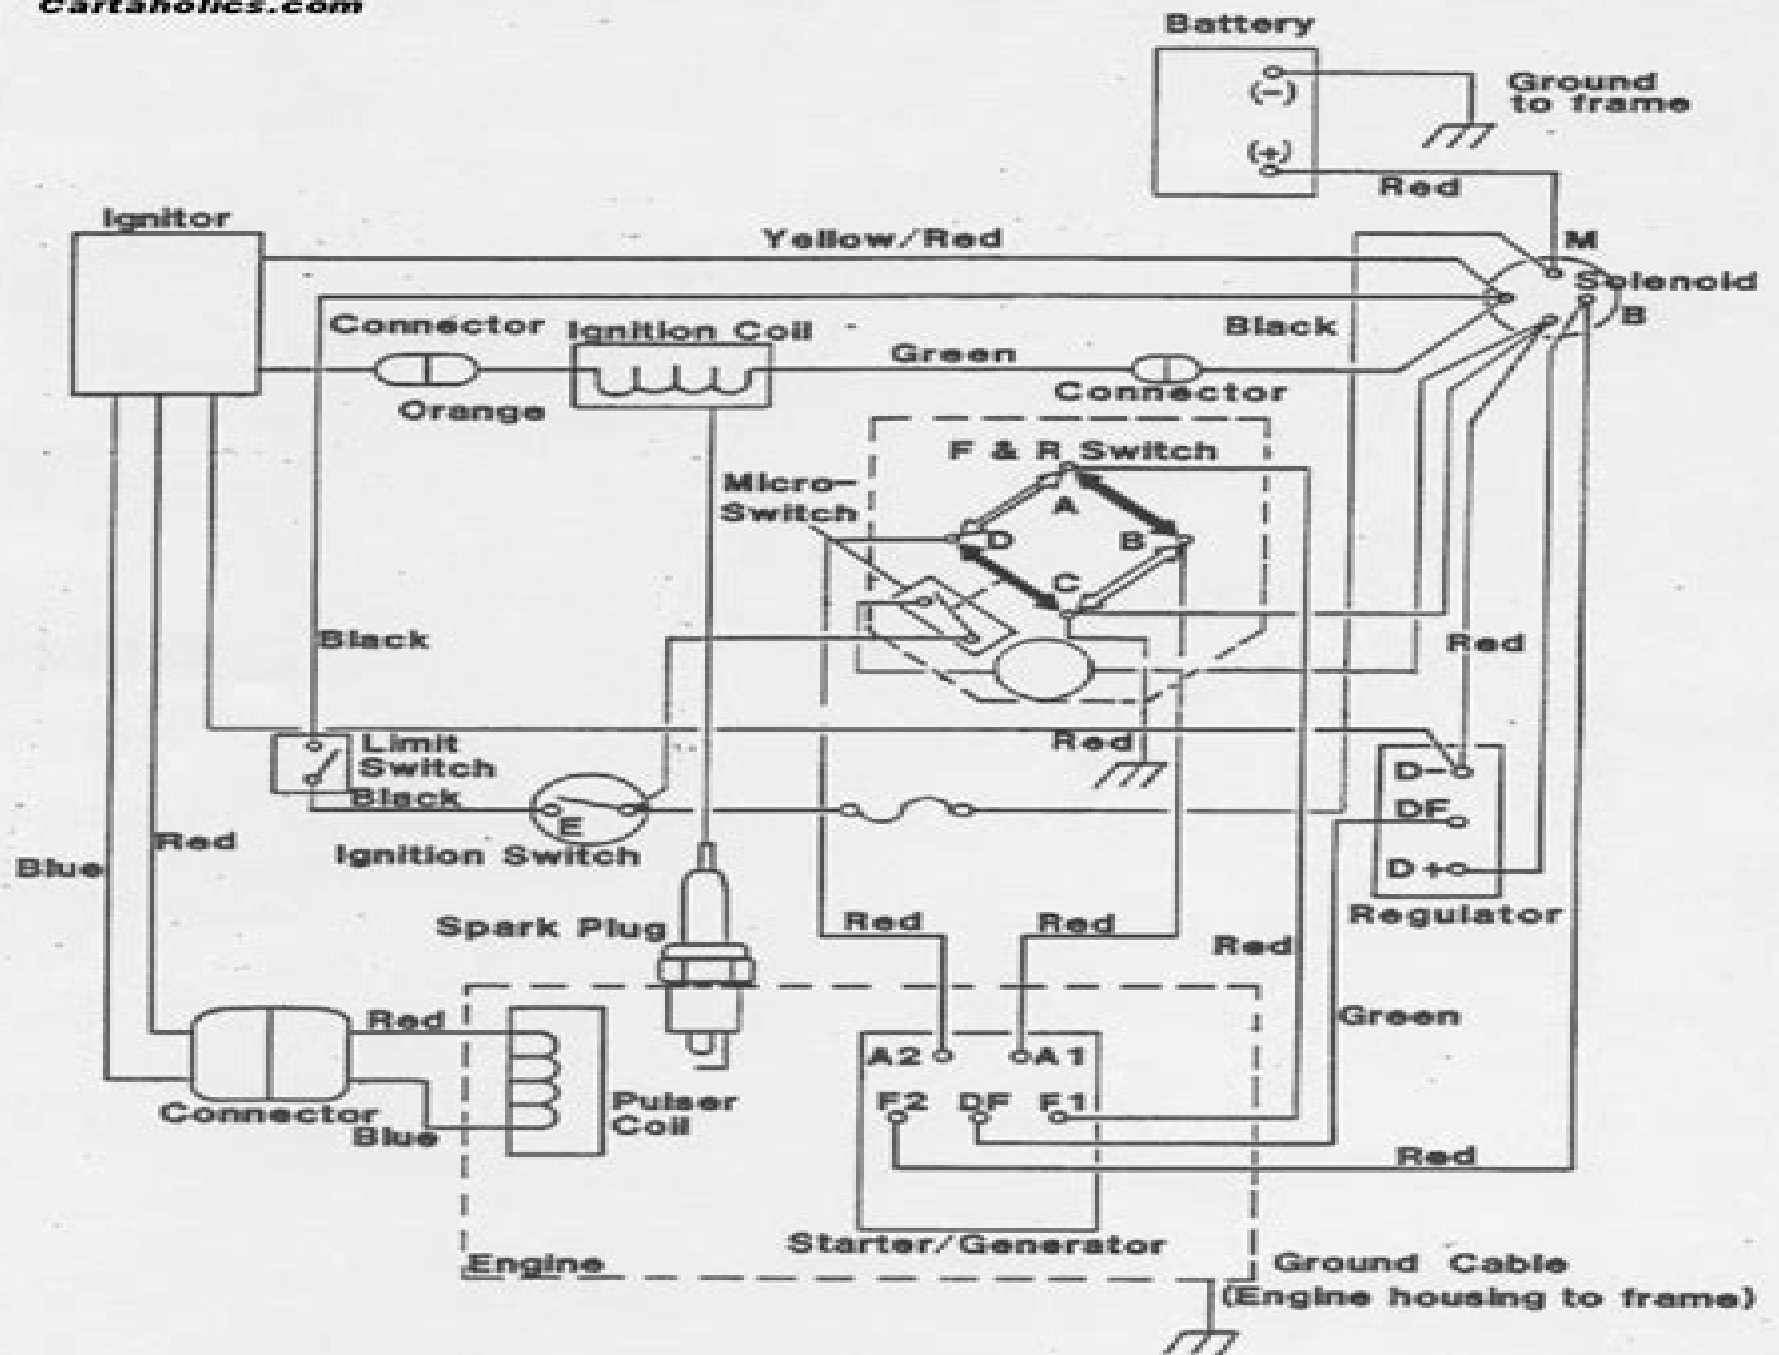 Cartaholics.com
Battery
(-)
Ground
to frame
(+)
Red
Ignitor
Yellow/Red
M
Solenoid
B
Connector
Ignition Coil
Black
Green
Connector
Orange
F & R Switch
Micro-
Switch
A
D
B
C
Black
Red
Limit
Switch
Red
D-
Black
DF
E
Ignition Switch
Red
Blue
D+
Regulator
Spark Plug
Red
Red
Red
Red
Green
A2
A1
F2
DF
F1
Connector
Blue
Pulser
Coil
Red
Starter/Generator
Engine
Ground Cable
(Engine housing to frame)